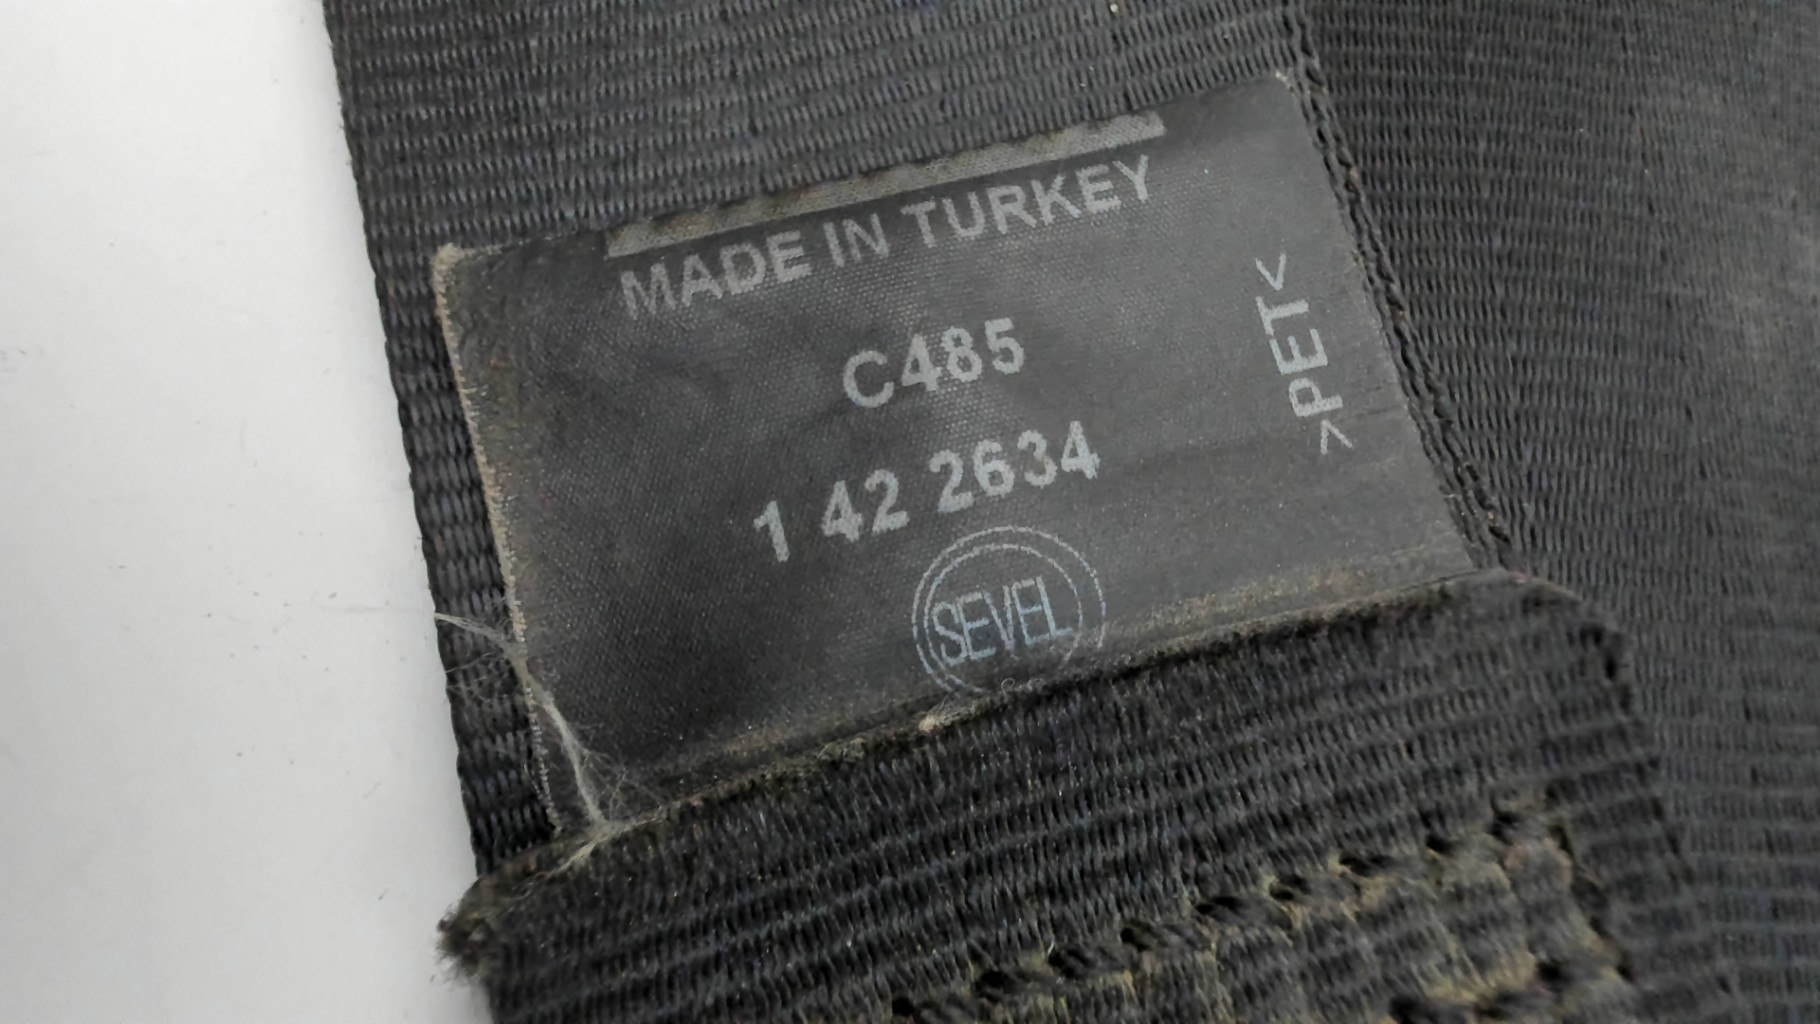 MADE IN TURKEY
C485
1 42 2634
SEVEL
>PET<